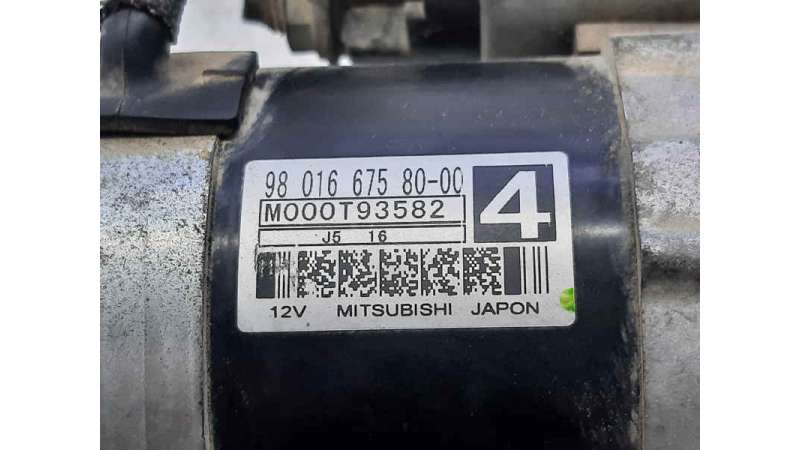 98 016 675 80-00
M000T93582
4
J5 16
12V MITSUBISHI JAPON